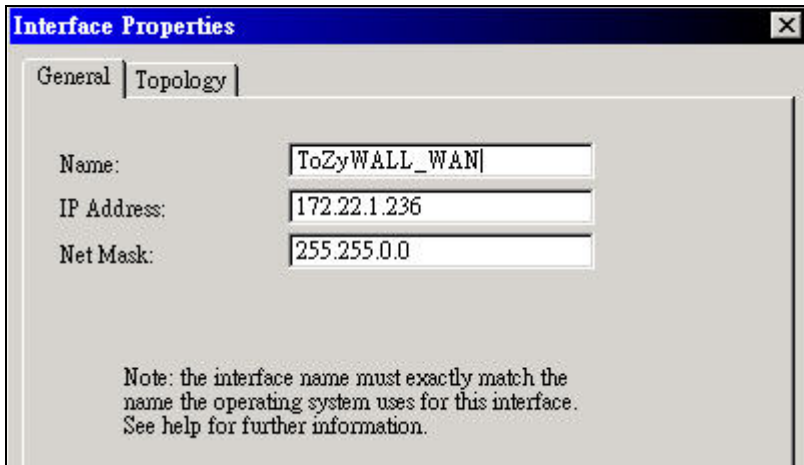 Interface Properties
General
Topology
Name:
ToZyWALL_WAN
IP Address:
172.22.1.236
Net Mask:
255.255.0.0
Note: the interface name must exactly match the
name the operating system uses for this interface.
See help for further information.